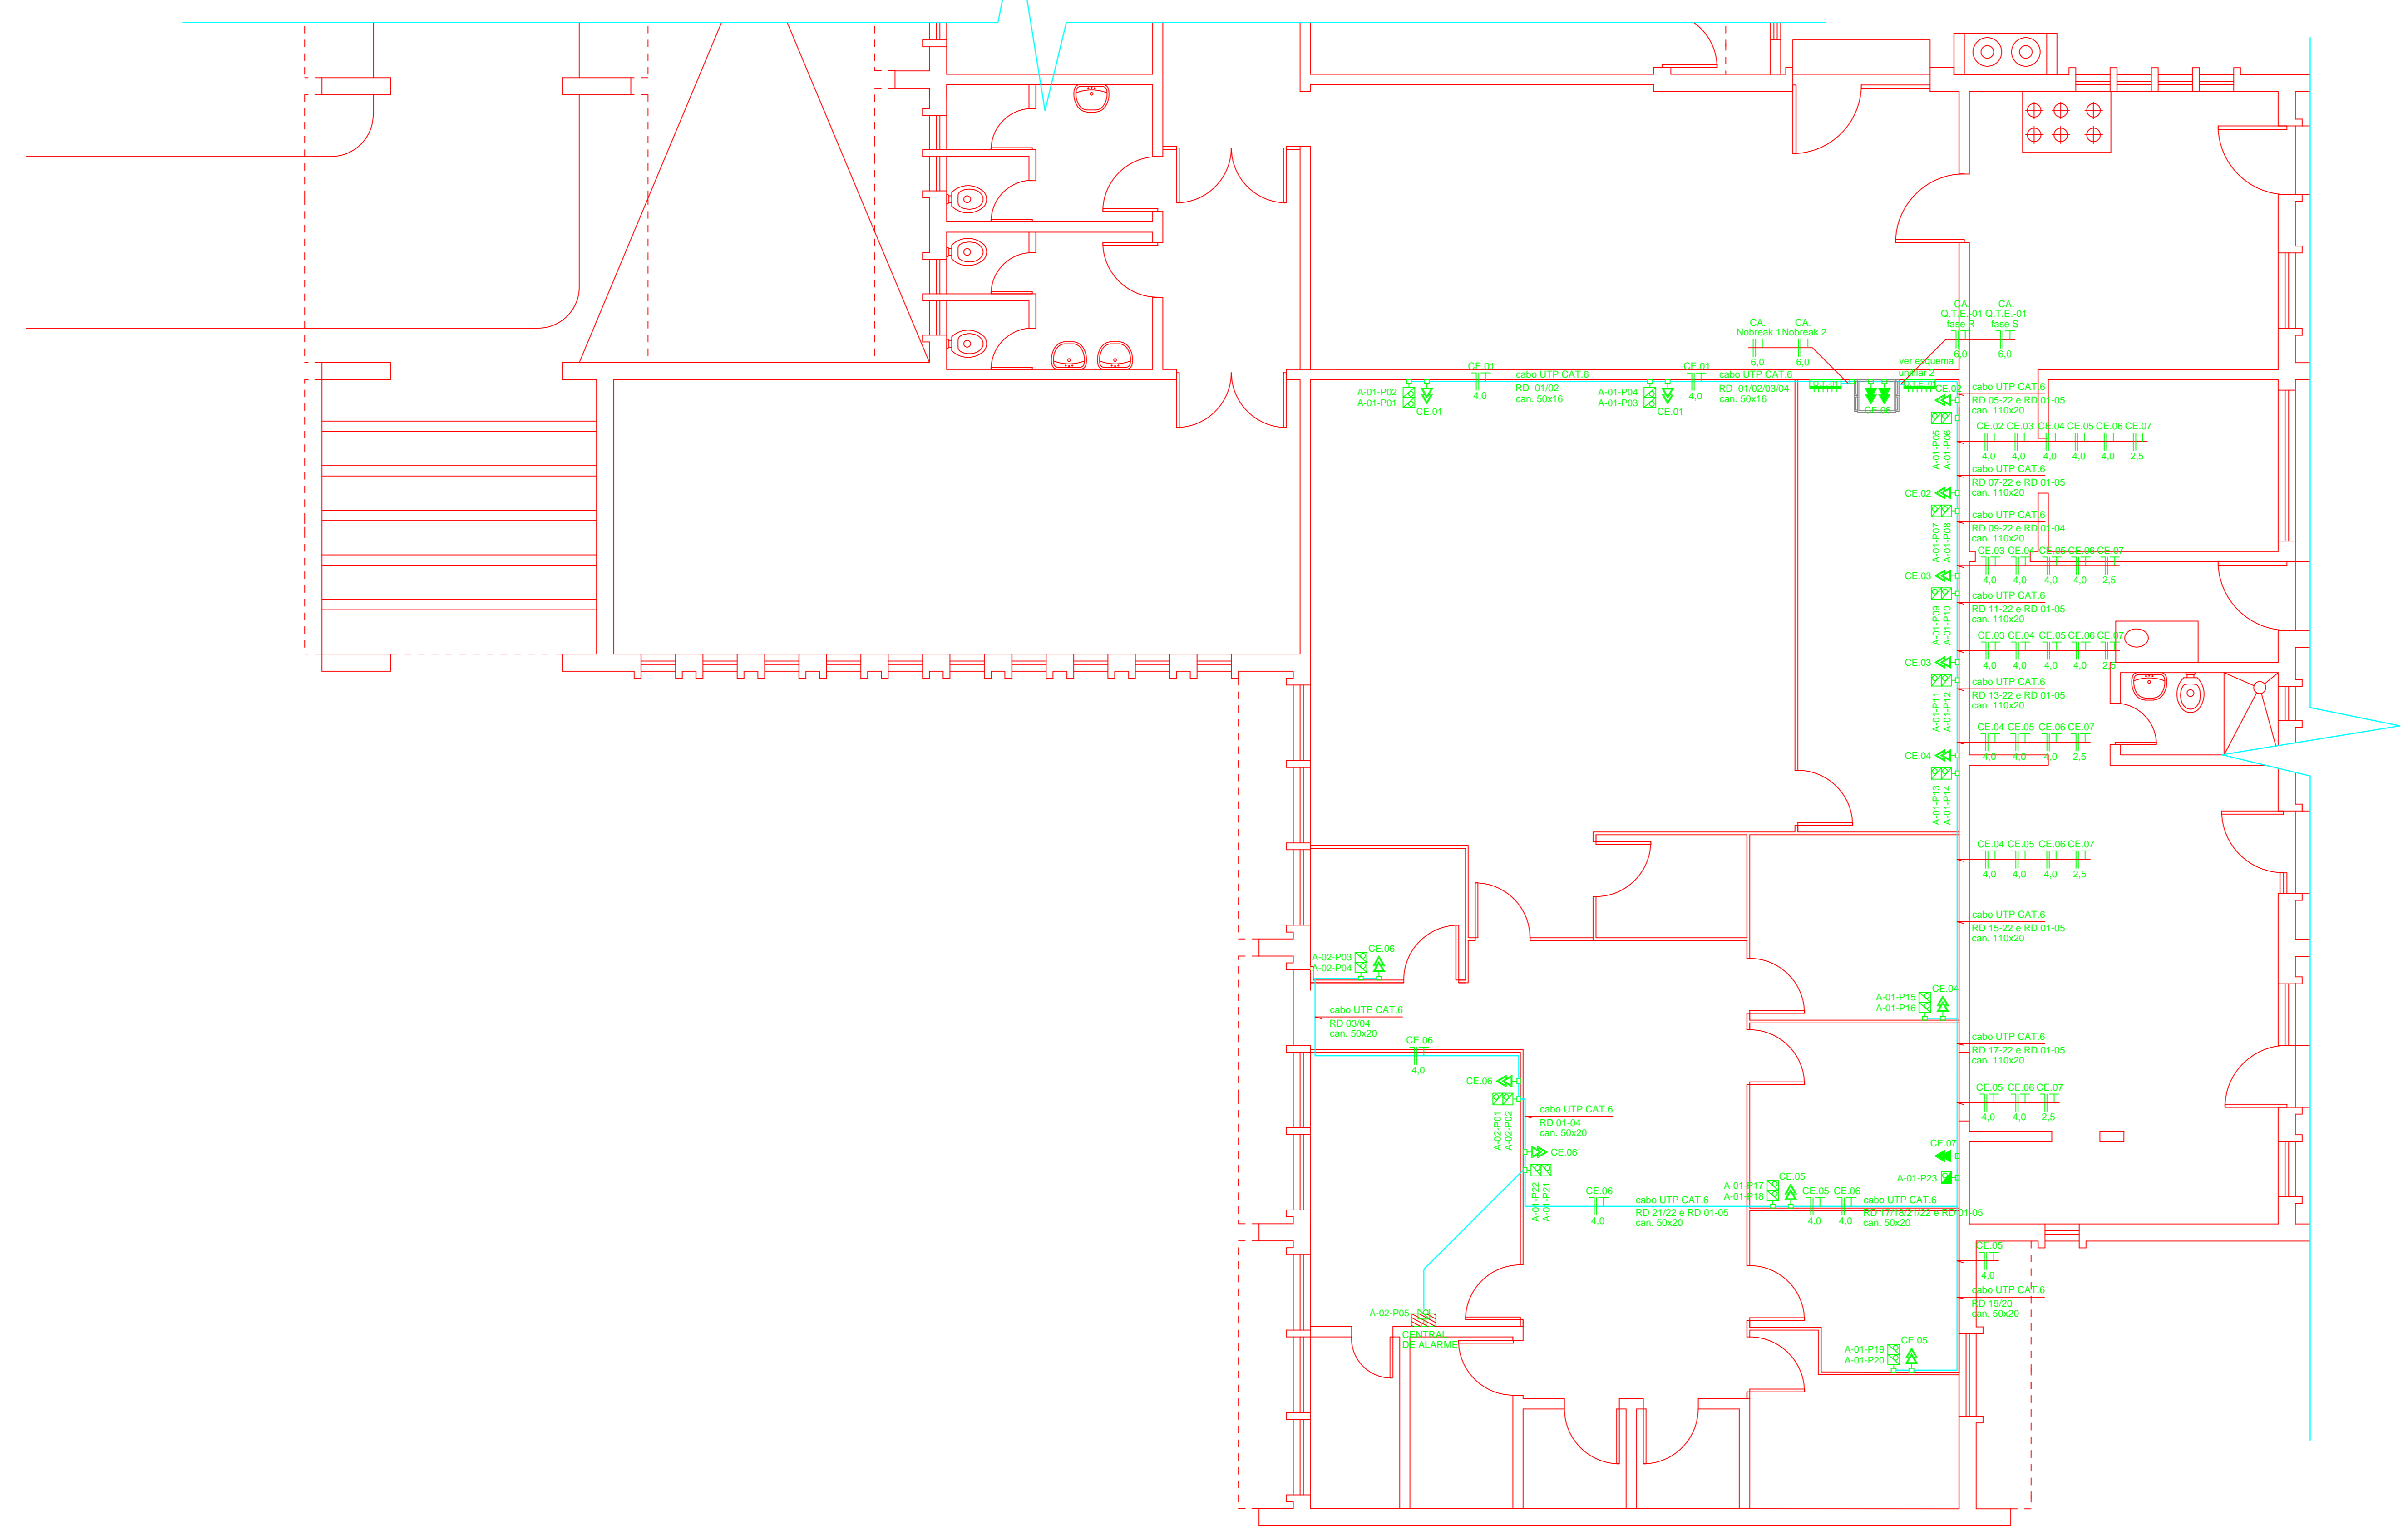 CA.
Q.T.E.-01
fase R
CA.
Q.T.E.-01
fase S
6,0
6,0
CA.
Nobreak 1
CA.
Nobreak 2
6,0
6,0
ver esquema
unifilar 2
CE.01
4,0
cabo UTP CAT.6
RD 01/02
can. 50x16
A-01-P02
A-01-P01
CE.01
CE.01
4,0
cabo UTP CAT.6
RD 01/02/03/04
can. 50x16
A-01-P04
A-01-P03
CE.01
CE.06
CE.02
cabo UTP CAT.6
RD 05-22 e RD 01-05
can. 110x20
A-01-P05
A-01-P06
CE.02 CE.03 CE.04 CE.05 CE.06 CE.07
4,0 4,0 4,0 4,0 4,0 2,5
cabo UTP CAT.6
RD 07-22 e RD 01-05
can. 110x20
CE.02
A-01-P07
A-01-P08
cabo UTP CAT.6
RD 09-22 e RD 01-04
can. 110x20
CE.03 CE.04 CE.05 CE.06 CE.07
4,0 4,0 4,0 4,0 2,5
CE.03
A-01-P09
A-01-P10
cabo UTP CAT.6
RD 11-22 e RD 01-05
can. 110x20
CE.03 CE.04 CE.05 CE.06 CE.07
4,0 4,0 4,0 4,0 2,5
CE.03
A-01-P11
A-01-P12
cabo UTP CAT.6
RD 13-22 e RD 01-05
can. 110x20
CE.04 CE.05 CE.06 CE.07
4,0 4,0 4,0 2,5
CE.04
A-01-P13
A-01-P14
CE.04 CE.05 CE.06 CE.07
4,0 4,0 4,0 2,5
cabo UTP CAT.6
RD 15-22 e RD 01-05
can. 110x20
A-02-P03
A-02-P04
CE.06
CE.04
A-01-P15
A-01-P16
cabo UTP CAT.6
RD 03/04
can. 50x20
CE.06
4,0
cabo UTP CAT.6
RD 17-22 e RD 01-05
can. 110x20
CE.06
A-02-P01
A-02-P02
CE.05 CE.06 CE.07
4,0 4,0 2,5
cabo UTP CAT.6
RD 01-04
can. 50x20
CE.06
A-01-P22
A-01-P21
CE.07
A-01-P23
CE.06
4,0
cabo UTP CAT.6
RD 21/22 e RD 01-05
can. 50x20
A-01-P17
A-01-P18
CE.05
CE.05 CE.06
4,0 4,0
cabo UTP CAT.6
RD 17/18/21/22 e RD 01-05
can. 50x20
CE.05
4,0
cabo UTP CAT.6
RD 19/20
can. 50x20
A-02-P05
CENTRAL
DE ALARME
CE.05
A-01-P19
A-01-P20